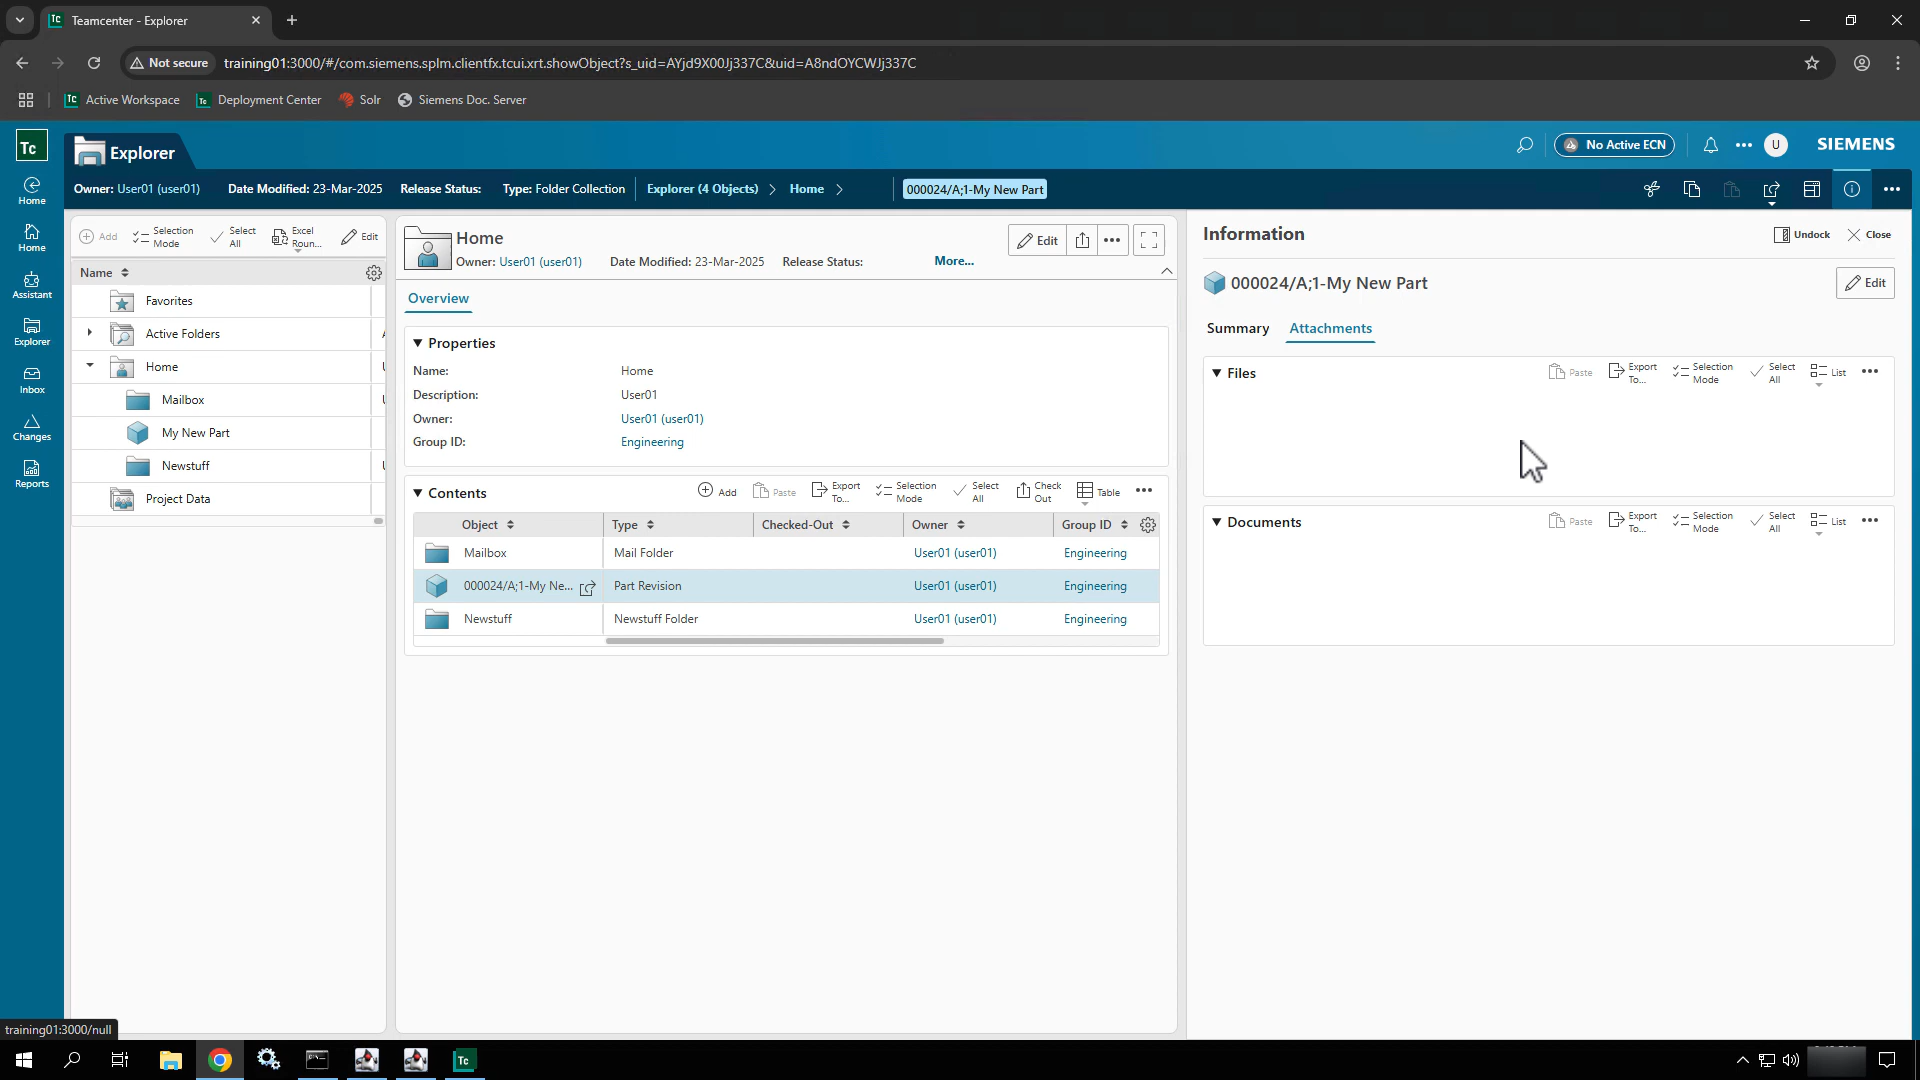 Tc Teamcenter - Explorer
Not secure training01:3000/#/com.siemens.splm.clientfx.tcui.xrt.showObject?s_uid=AYjd9X00Jj337C&uid=A8ndOYCWJj337C
Tc Active Workspace Tc Deployment Center Solr Siemens Doc. Server
Tc Explorer No Active ECN U SIEMENS
Owner: User01 (user01) Date Modified: 23-Mar-2025 Release Status: Type: Folder Collection Explorer (4 Objects) Home 000024/A;1-My New Part
Home
Home
Assistant
Explorer
Inbox
Changes
Reports
Add Selection Mode Select All Excel Roun... Edit
Name
Favorites
Active Folders
Home
Mailbox
My New Part
Newstuff
Project Data
Home
Owner: User01 (user01) Date Modified: 23-Mar-2025 Release Status: More...
Edit
Overview
Properties
Name: Home
Description: User01
Owner: User01 (user01)
Group ID: Engineering
Contents Add Paste Export To... Selection Mode Select All Check Out Table
Object Type Checked-Out Owner Group ID
Mailbox Mail Folder User01 (user01) Engineering
000024/A;1-My Ne... Part Revision User01 (user01) Engineering
Newstuff Newstuff Folder User01 (user01) Engineering
Information Undock Close
000024/A;1-My New Part Edit
Summary Attachments
Files Paste Export To... Selection Mode Select All List
Documents Paste Export To... Selection Mode Select All List
training01:3000/null
Tc